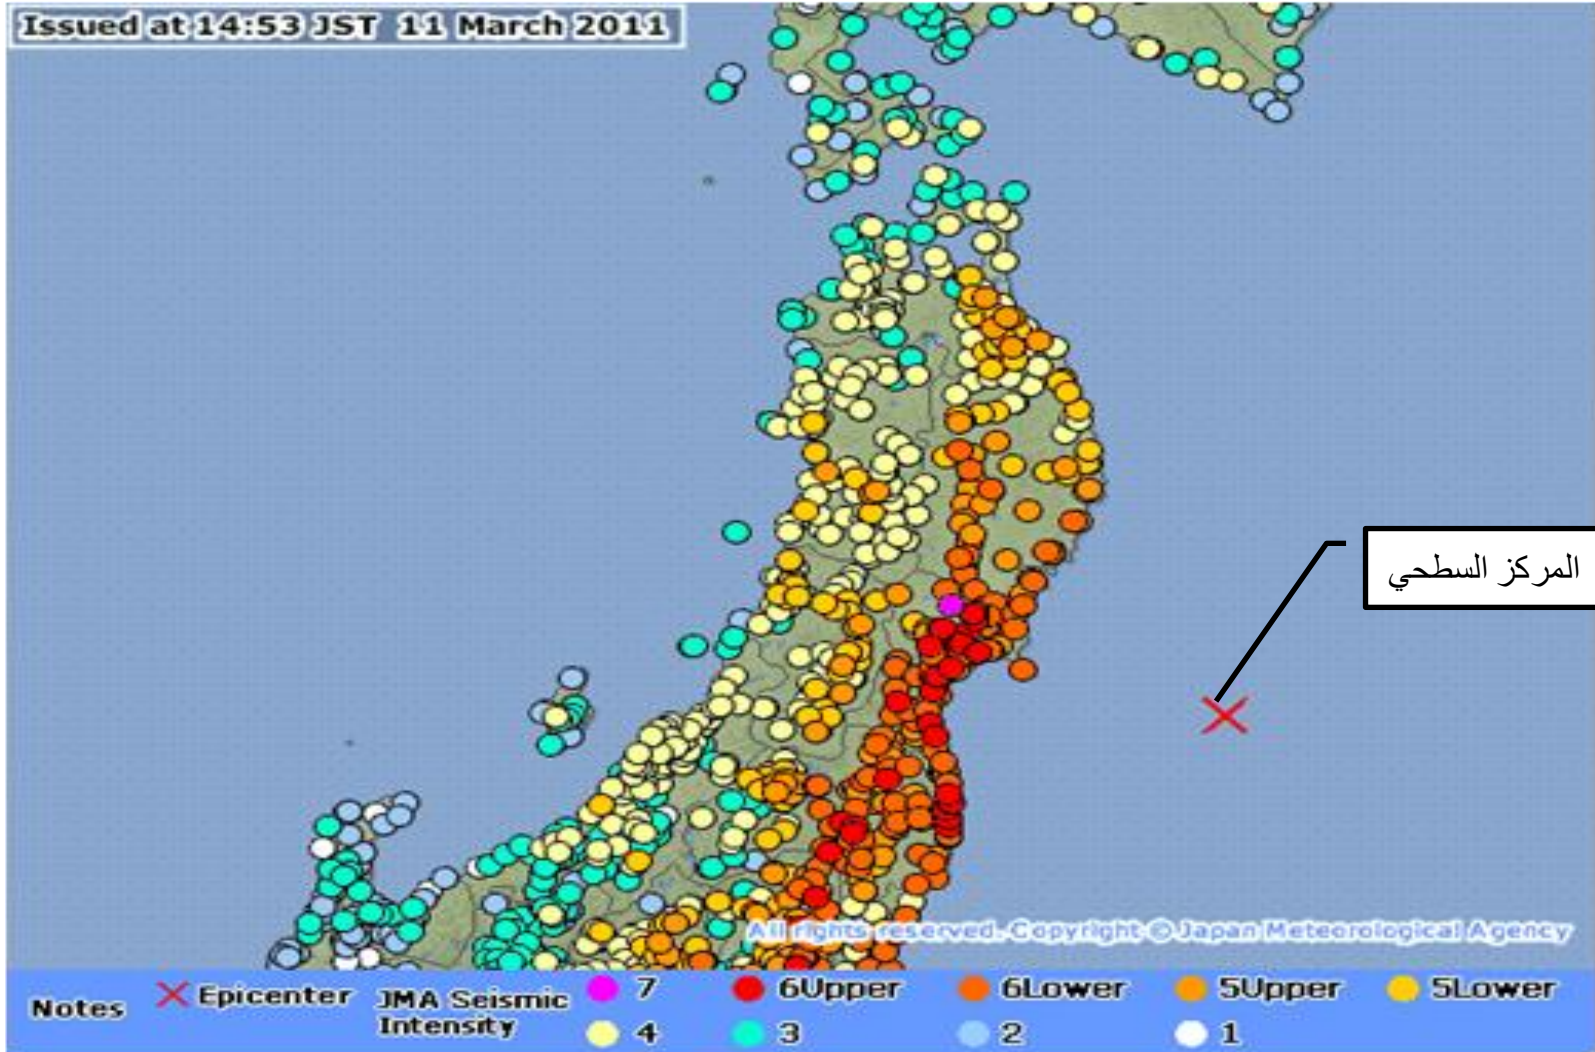 Issued at 14:53 JST 11 March 2011
المركز السطحي
All rights reserved. Copyright © Japan Meteorological Agency
Notes
Epicenter
JMA Seismic
Intensity
7
6Upper
6Lower
5Upper
5Lower
4
3
2
1